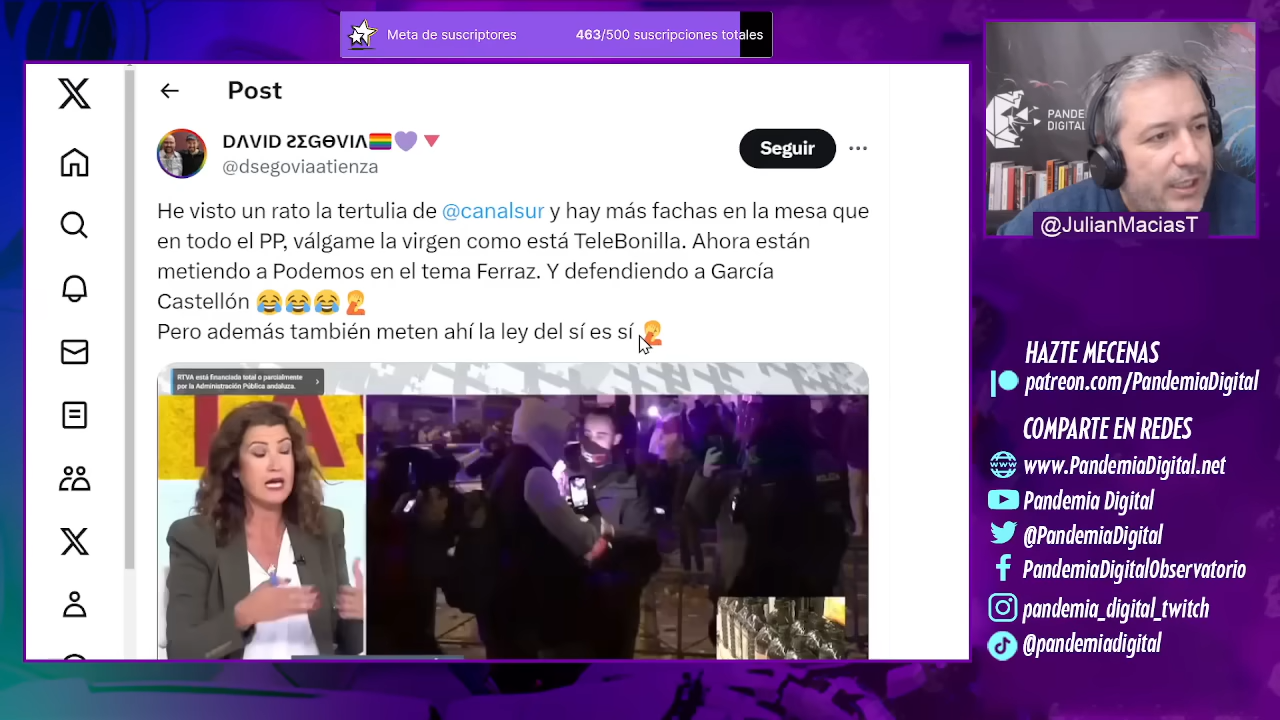 Meta de suscriptores
463/500 suscripciones totales
Post
DΛVID ƧΣGӨVIΛ
@dsegoviaatienza
Seguir
He visto un rato la tertulia de @canalsur y hay más fachas en la mesa que
en todo el PP, válgame la virgen como está TeleBonilla. Ahora están
metiendo a Podemos en el tema Ferraz. Y defendiendo a García
Castellón 😂😂😂🤦
Pero además también meten ahí la ley del sí es sí 🤦
RTVA está financiada total o parcialmente
por la Administración Pública andaluza.
PANDE
DIGITAL
@JulianMaciasT
HAZTE MECENAS
patreon.com/PandemiaDigital
COMPARTE EN REDES
www.PandemiaDigital.net
Pandemia Digital
@PandemiaDigital
PandemiaDigitalObservatorio
pandemia_digital_twitch
@pandemiadigital